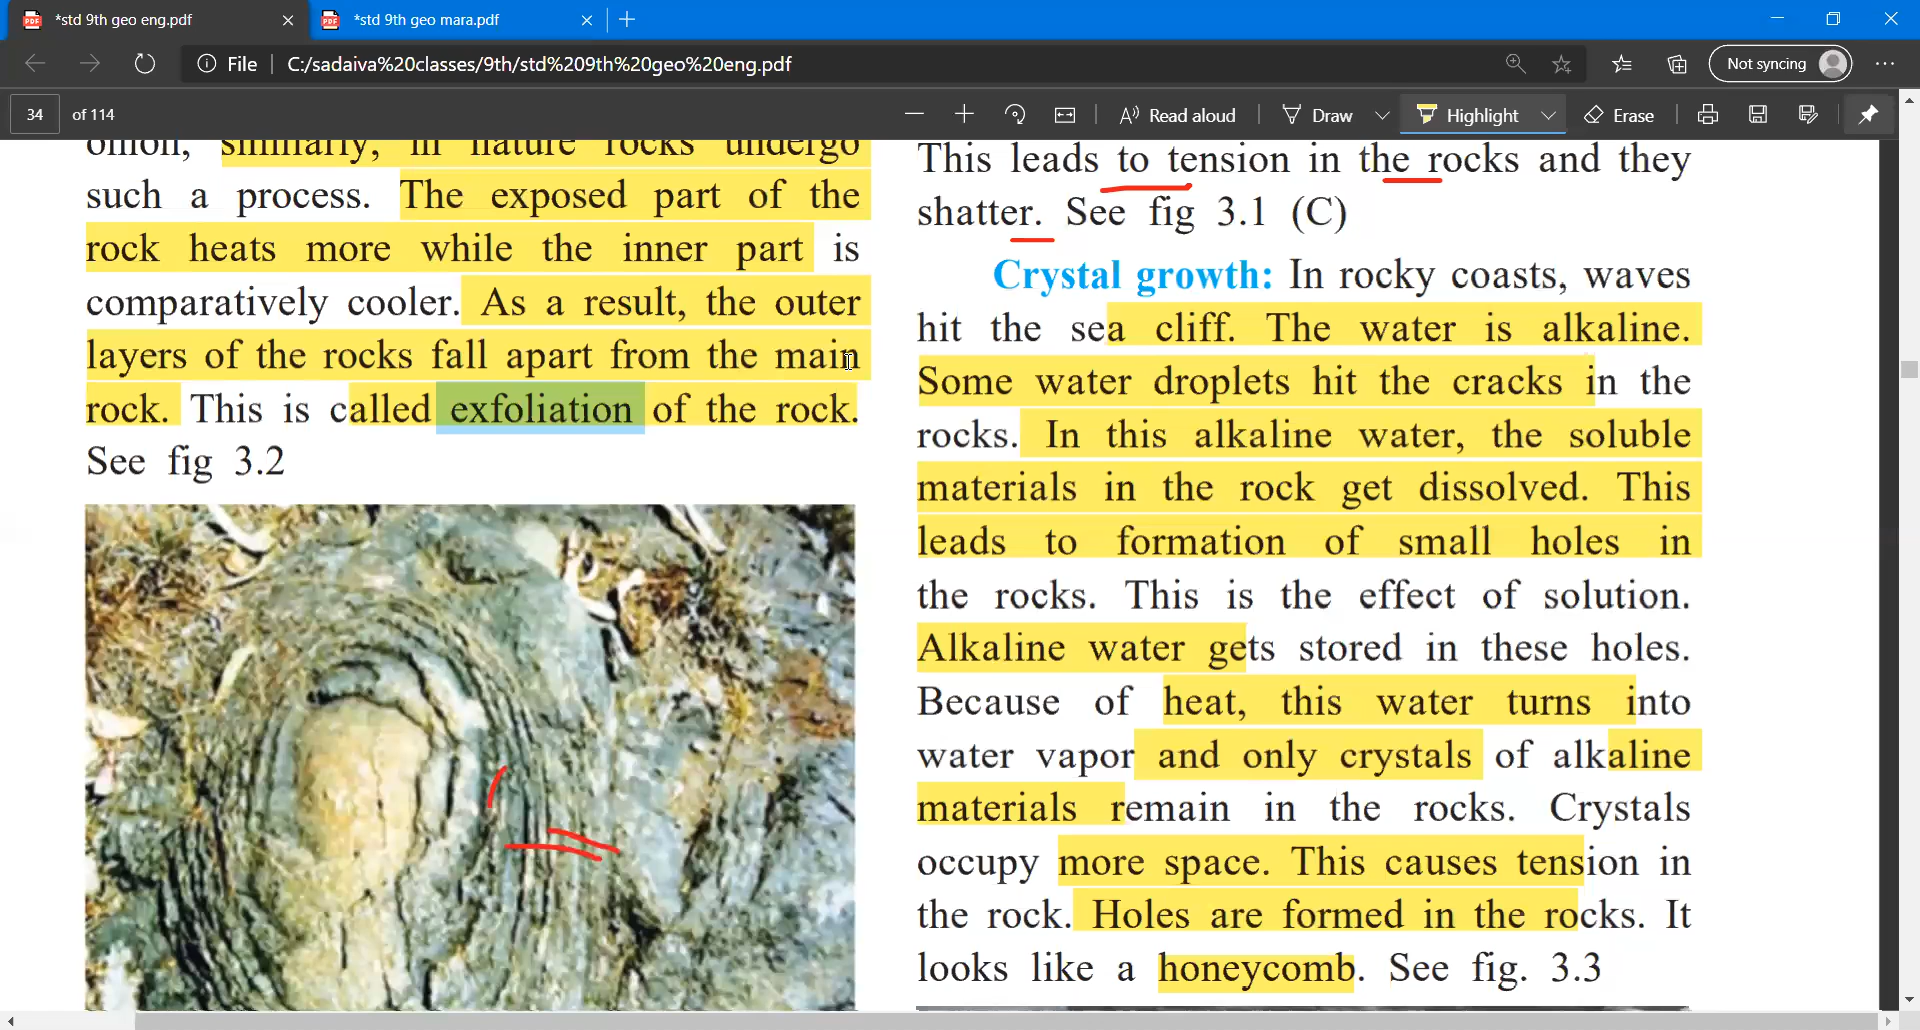 *std 9th geo eng.pdf
*std 9th geo mara.pdf
File
C:/sadaiva%20classes/9th/std%209th%20geo%20eng.pdf
Not syncing
34
of 114
Read aloud
Draw
Highlight
Erase
onion, similarly, in nature rocks undergo
such a process. The exposed part of the
rock heats more while the inner part is
comparatively cooler. As a result, the outer
layers of the rocks fall apart from the main
rock. This is called exfoliation of the rock.
See fig 3.2
This leads to tension in the rocks and they
shatter. See fig 3.1 (C)
Crystal growth: In rocky coasts, waves
hit the sea cliff. The water is alkaline.
Some water droplets hit the cracks in the
rocks. In this alkaline water, the soluble
materials in the rock get dissolved. This
leads to formation of small holes in
the rocks. This is the effect of solution.
Alkaline water gets stored in these holes.
Because of heat, this water turns into
water vapor and only crystals of alkaline
materials remain in the rocks. Crystals
occupy more space. This causes tension in
the rock. Holes are formed in the rocks. It
looks like a honeycomb. See fig. 3.3